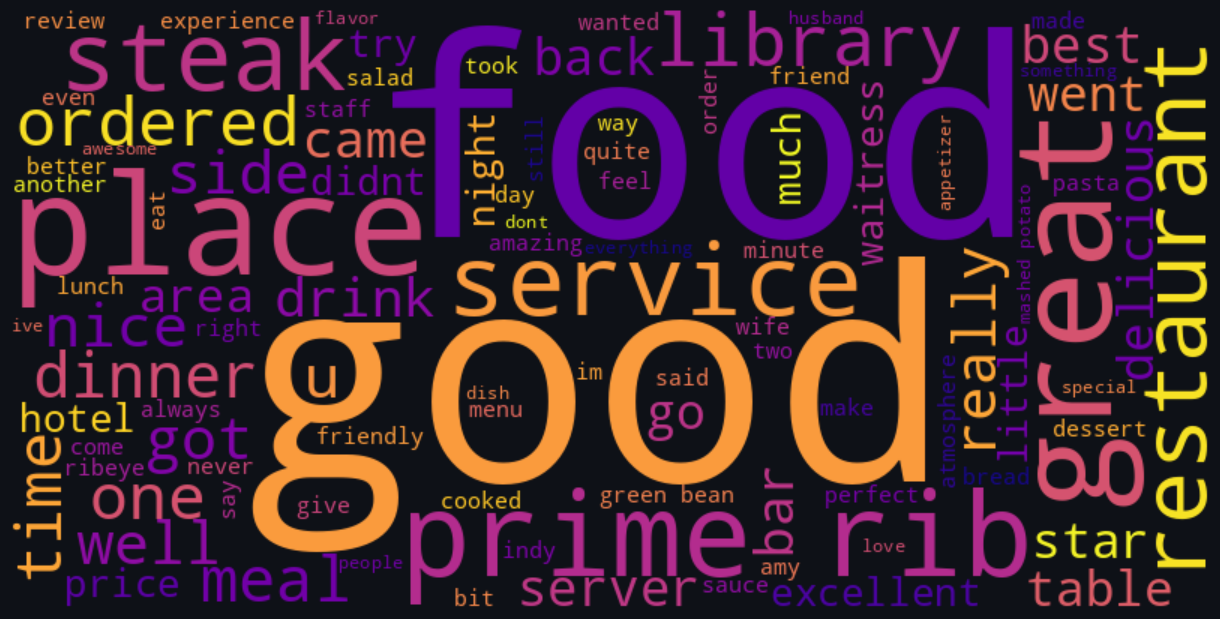 review
experience
flavor
wanted
husband
made
steak
try
took
back
library
best
something
salad
friend
even
ordered
staff
came
food
order
went
awesome
better
another
side
didnt
night
still
way
quite
feel
much
waitress
appetizer
great
delicious
pasta
restaurant
place
eat
day
dont
amazing
everything
minute
potato
mashed
lunch
area
drink
service
really
ive
nice
right
wife
two
little
dinner
u
good
im
dish
menu
said
go
make
atmosphere
special
hotel
always
got
friendly
dessert
time
come
ribeye
never
bread
one
say
give
cooked
green bean
bar
perfect
prime rib
well
indy
love
star
price
meal
people
bit
server
sauce
amy
excellent
table